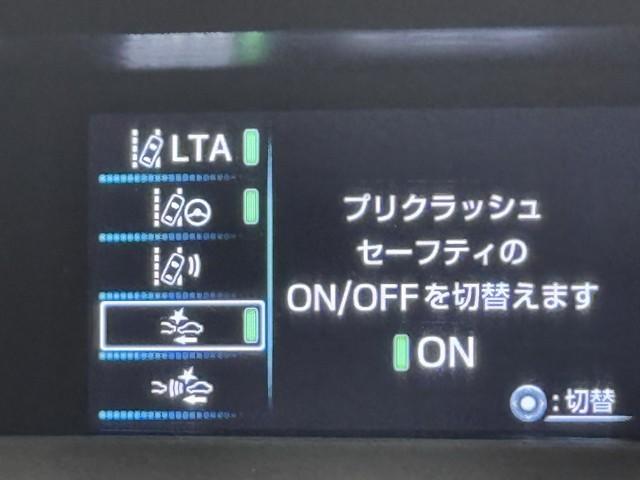 LTA
プリクラッシュ
セーフティの
ON/OFFを切替えます
ON
:切替